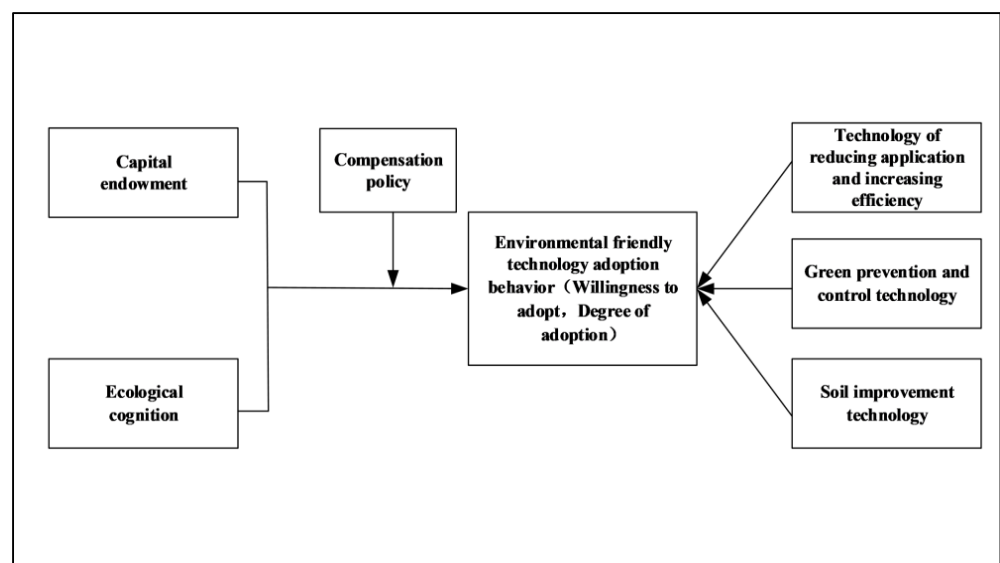 Capital
endowment
Compensation
policy
Technology of
reducing application
and increasing
efficiency
Environmental friendly
technology adoption
behavior（Willingness to
adopt，Degree of
adoption）
Green prevention and
control technology
Ecological
cognition
Soil improvement
technology